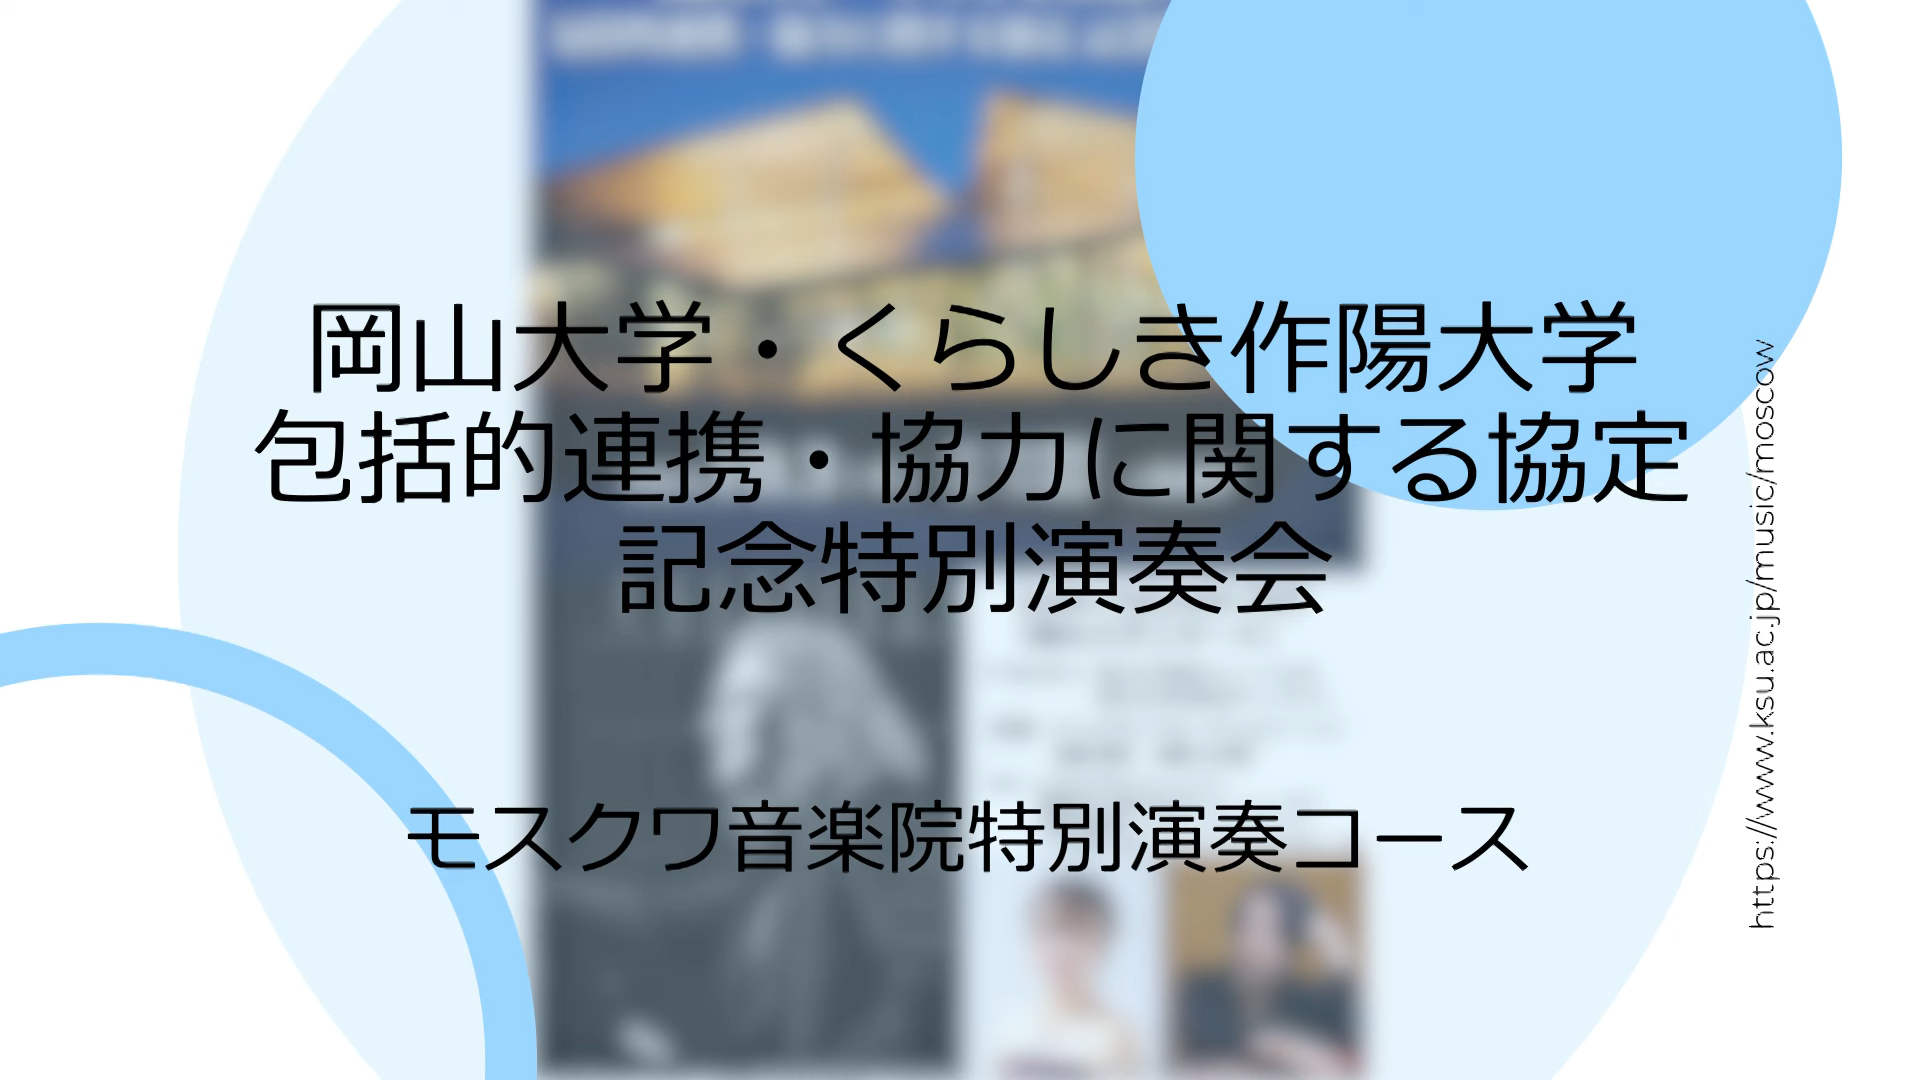 岡山大学・くらしき作陽大学
包括的連携・協力に関する協定
記念特別演奏会
モスクワ音楽院特別演奏コース
https://www.ksu.ac.jp/music/moscow